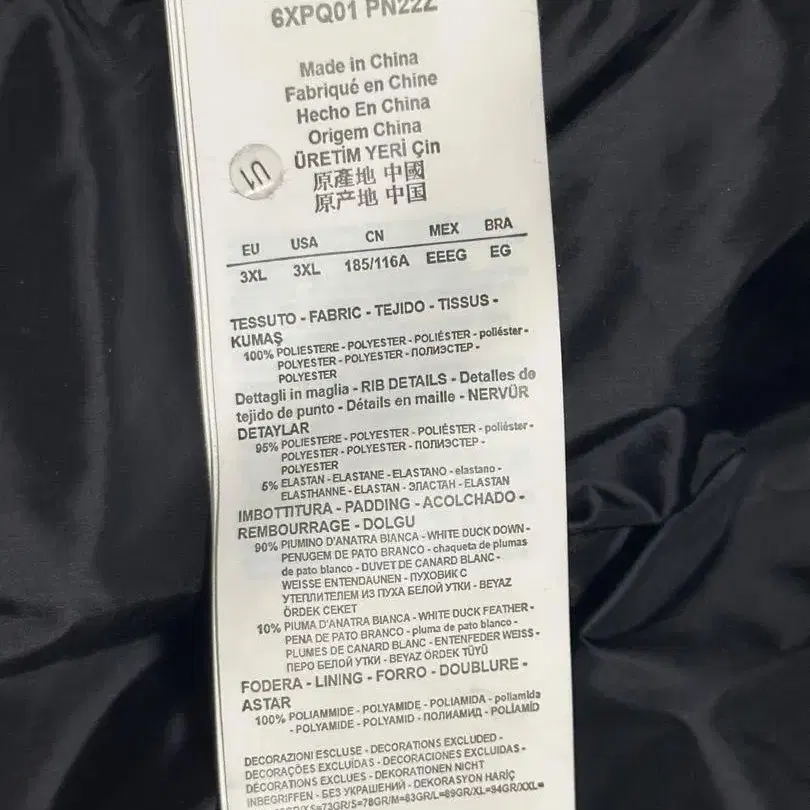 6XPQ01 PN22Z
Made in China
Fabriqué en Chine
Hecho En China
Origem China
ÜRETİM YERİ Çin
原產地 中國
原产地 中国
EU USA CN MEX BRA
3XL 3XL 185/116A EEEG EG
TESSUTO - FABRIC - TEJIDO - TISSUS -
KUMAŞ
100% POLIESTERE - POLYESTER - POLIÉSTER - poliéster -
POLYESTER - POLYESTER - ПОЛИЭСТЕР -
POLYESTER
Dettagli in maglia - RIB DETAILS - Detalles de
tejido de punto - Détails en maille - NERVÜR
DETAYLAR
95% POLIESTERE - POLYESTER - POLIÉSTER - poliéster -
POLYESTER - POLYESTER - ПОЛИЭСТЕР -
POLYESTER
5% ELASTAN - ELASTANE - ELASTANO - elastano -
ELASTHANNE - ELASTAN - ЭЛАСТАН - ELASTAN
IMBOTTITURA - PADDING - ACOLCHADO -
REMBOURRAGE - DOLGU
90% PIUMINO D'ANATRA BIANCA - WHITE DUCK DOWN -
PENUGEM DE PATO BRANCO - chaqueta de plumas
de pato blanco - DUVET DE CANARD BLANC -
WEISSE ENTENDAUNEN - ПУХОВИК С
УТЕПЛИТЕЛЕМ ИЗ ПУХА БЕЛОЙ УТКИ - BEYAZ
ÖRDEK CEKET
10% PIUMA D'ANATRA BIANCA - WHITE DUCK FEATHER -
PENA DE PATO BRANCO - pluma de pato blanco -
PLUMES DE CANARD BLANC - ENTENFEDER WEISS -
ПЕРО БЕЛОЙ УТКИ - BEYAZ ÖRDEK TÜYÜ
FODERA - LINING - FORRO - DOUBLURE -
ASTAR
100% POLIAMMIDE - POLYAMIDE - POLIAMIDA - poliamida
- POLYAMIDE - POLYAMID - ПОЛИАМИД - POLİAMİD
DECORAZIONI ESCLUSE - DECORATIONS EXCLUDED -
DECORAÇÕES EXCLUÍDAS - DECORACIONES EXCLUIDAS -
DÉCORATIONS EXCLUES - DEKORATIONEN NICHT
INBEGRIFFEN - БЕЗ УКРАШЕНИЙ - DEKORASYON HARİÇ
/XS=73GR/S=78GR/M=83GR/L=89GR/XL=94GR/XXL=